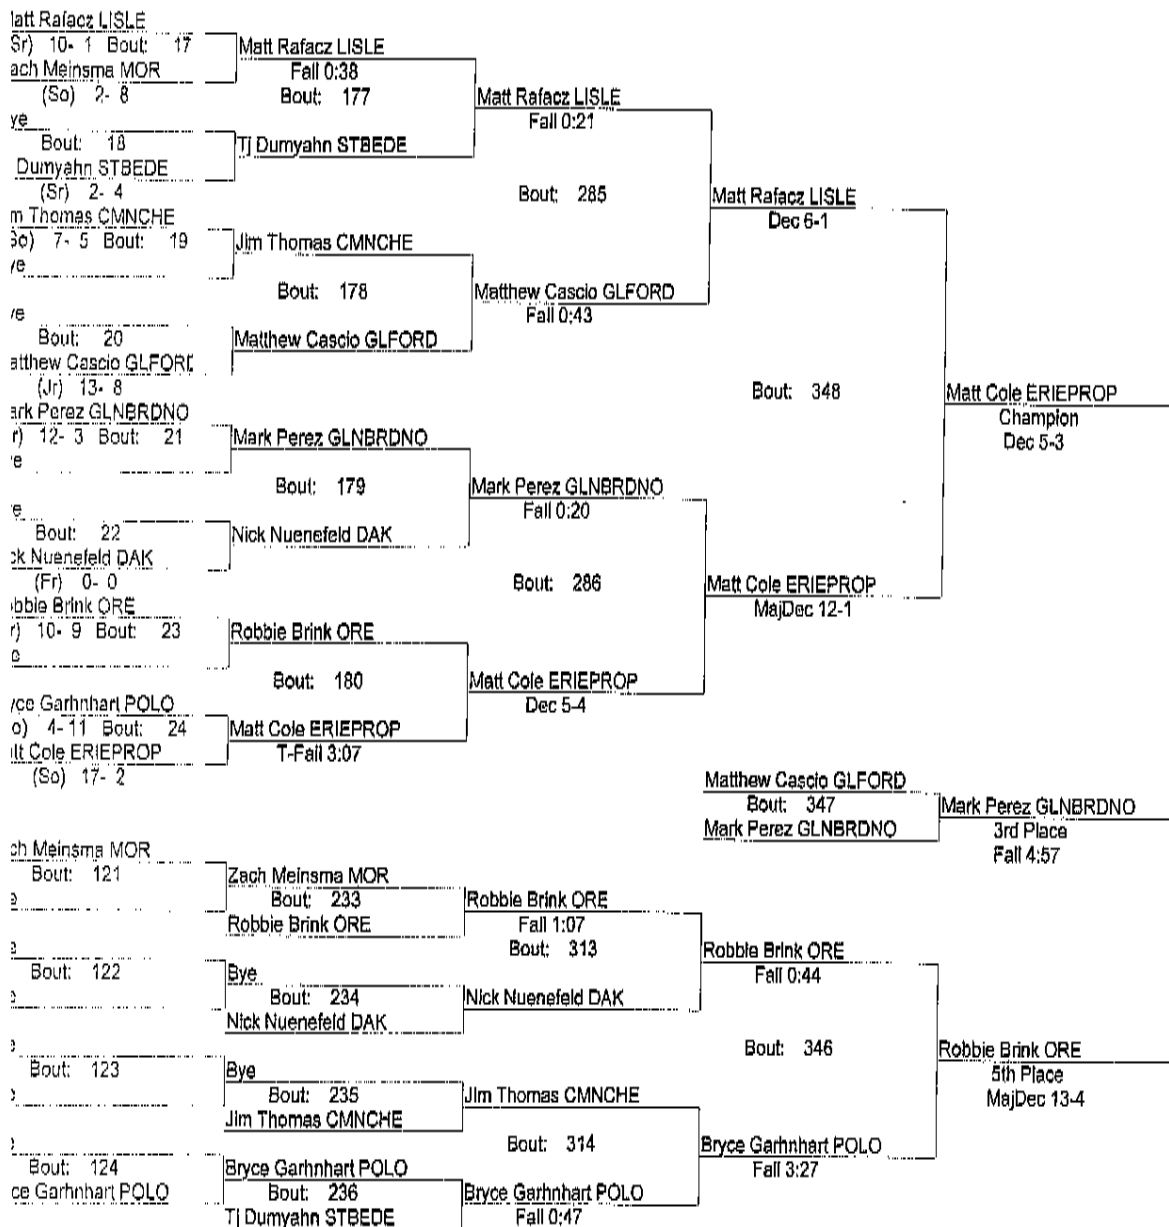 latt Rafacz LISLE
Sr) 10- 1 Bout: 17
ach Meinsma MOR
(So) 2- 8
ye
Bout: 18
Dumyahn STBEDE
(Sr) 2- 4
m Thomas CMNCHE
So) 7- 5 Bout: 19
ye
ye
Bout: 20
atthew Cascio GLFORD
(Jr) 13- 8
ark Perez GLNBRDNO
r) 12- 3 Bout: 21
e
ye
Bout: 22
ck Nuenefeld DAK
(Fr) 0- 0
obbie Brink ORE
r) 10- 9 Bout: 23
e
yce Garhnhart POLO
o) 4- 11 Bout: 24
tt Cole ERIEPROP
(So) 17- 2
Matt Rafacz LISLE
Fall 0:38
Bout: 177
Tj Dumyahn STBEDE
Jim Thomas CMNCHE
Bout: 178
Matthew Cascio GLFORD
Mark Perez GLNBRDNO
Bout: 179
Nick Nuenefeld DAK
Robbie Brink ORE
Bout: 180
Matt Cole ERIEPROP
T-Fall 3:07
Matt Rafacz LISLE
Fall 0:21
Bout: 285
Matthew Cascio GLFORD
Fall 0:43
Mark Perez GLNBRDNO
Fall 0:20
Bout: 286
Matt Cole ERIEPROP
Dec 5-4
Matt Rafacz LISLE
Dec 6-1
Bout: 348
Matt Cole ERIEPROP
MajDec 12-1
Matt Cole ERIEPROP
Champion
Dec 5-3
Matthew Cascio GLFORD
Bout: 347
Mark Perez GLNBRDNO
Mark Perez GLNBRDNO
3rd Place
Fall 4:57
ch Meinsma MOR
Bout: 121
e
e
Bout: 122
e
e
Bout: 123
e
e
Bout: 124
ce Garhnhart POLO
Zach Meinsma MOR
Bout: 233
Robbie Brink ORE
Bye
Bout: 234
Nick Nuenefeld DAK
Bye
Bout: 235
Jim Thomas CMNCHE
Bryce Garhnhart POLO
Bout: 236
Tj Dumyahn STBEDE
Robbie Brink ORE
Fall 1:07
Bout: 313
Nick Nuenefeld DAK
Jim Thomas CMNCHE
Bout: 314
Bryce Garhnhart POLO
Fall 0:47
Robbie Brink ORE
Fall 0:44
Bout: 346
Bryce Garhnhart POLO
Fall 3:27
Robbie Brink ORE
5th Place
MajDec 13-4